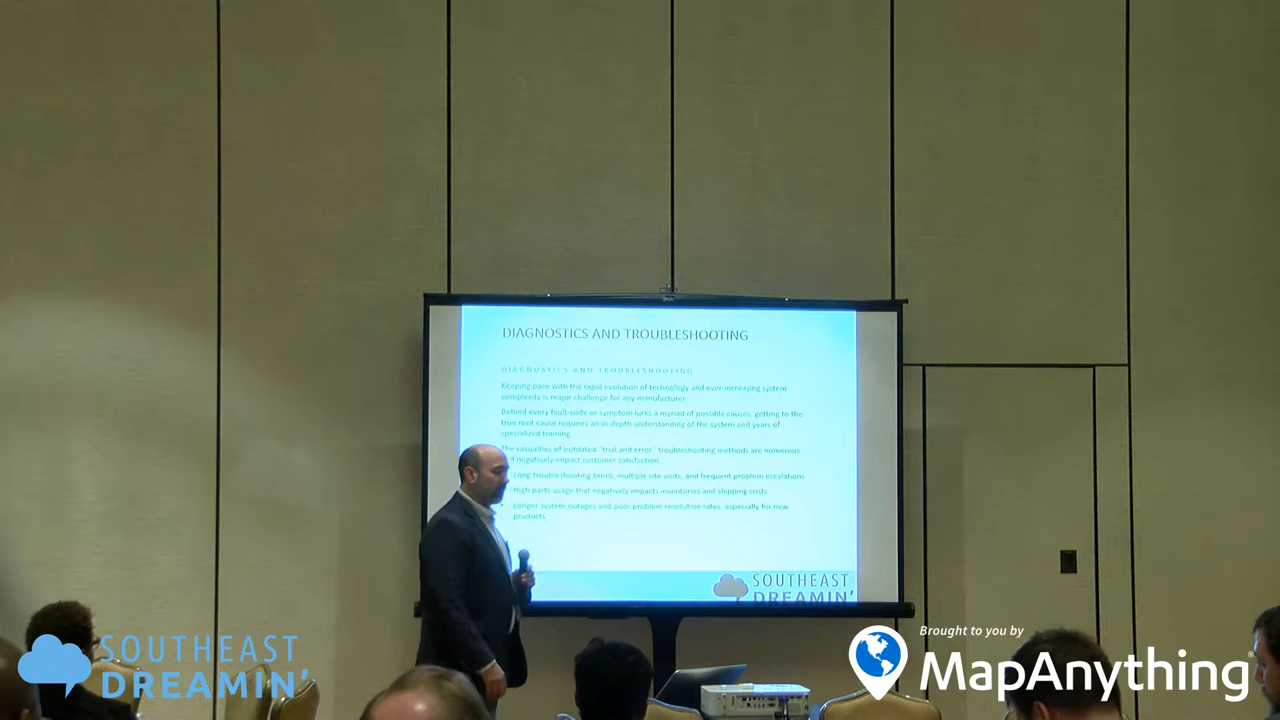 DIAGNOSTICS AND TROUBLESHOOTING
DIAGNOSTICS AND TROUBLESHOOTING
Keeping pace with the rapid evolution of technology and ever-increasing system
complexity is major challenge for any manufacturer.
Behind every fault-code or symptom lurks a myriad of possible causes; getting to the
true root cause requires an in depth understanding of the system and years of
specialized training
The casualties of outdated "trial and error" troubleshooting methods are numerous
negatively impact customer satisfaction
Long troubleshooting times, multiple site visits, and frequent problem escalations
High parts usage that negatively impacts inventories and shipping costs
Longer system outages and poor problem resolution rates, especially for new
products
SOUTHEAST
DREAMIN'
SOUTHEAST
DREAMIN'
Brought to you by
MapAnything®